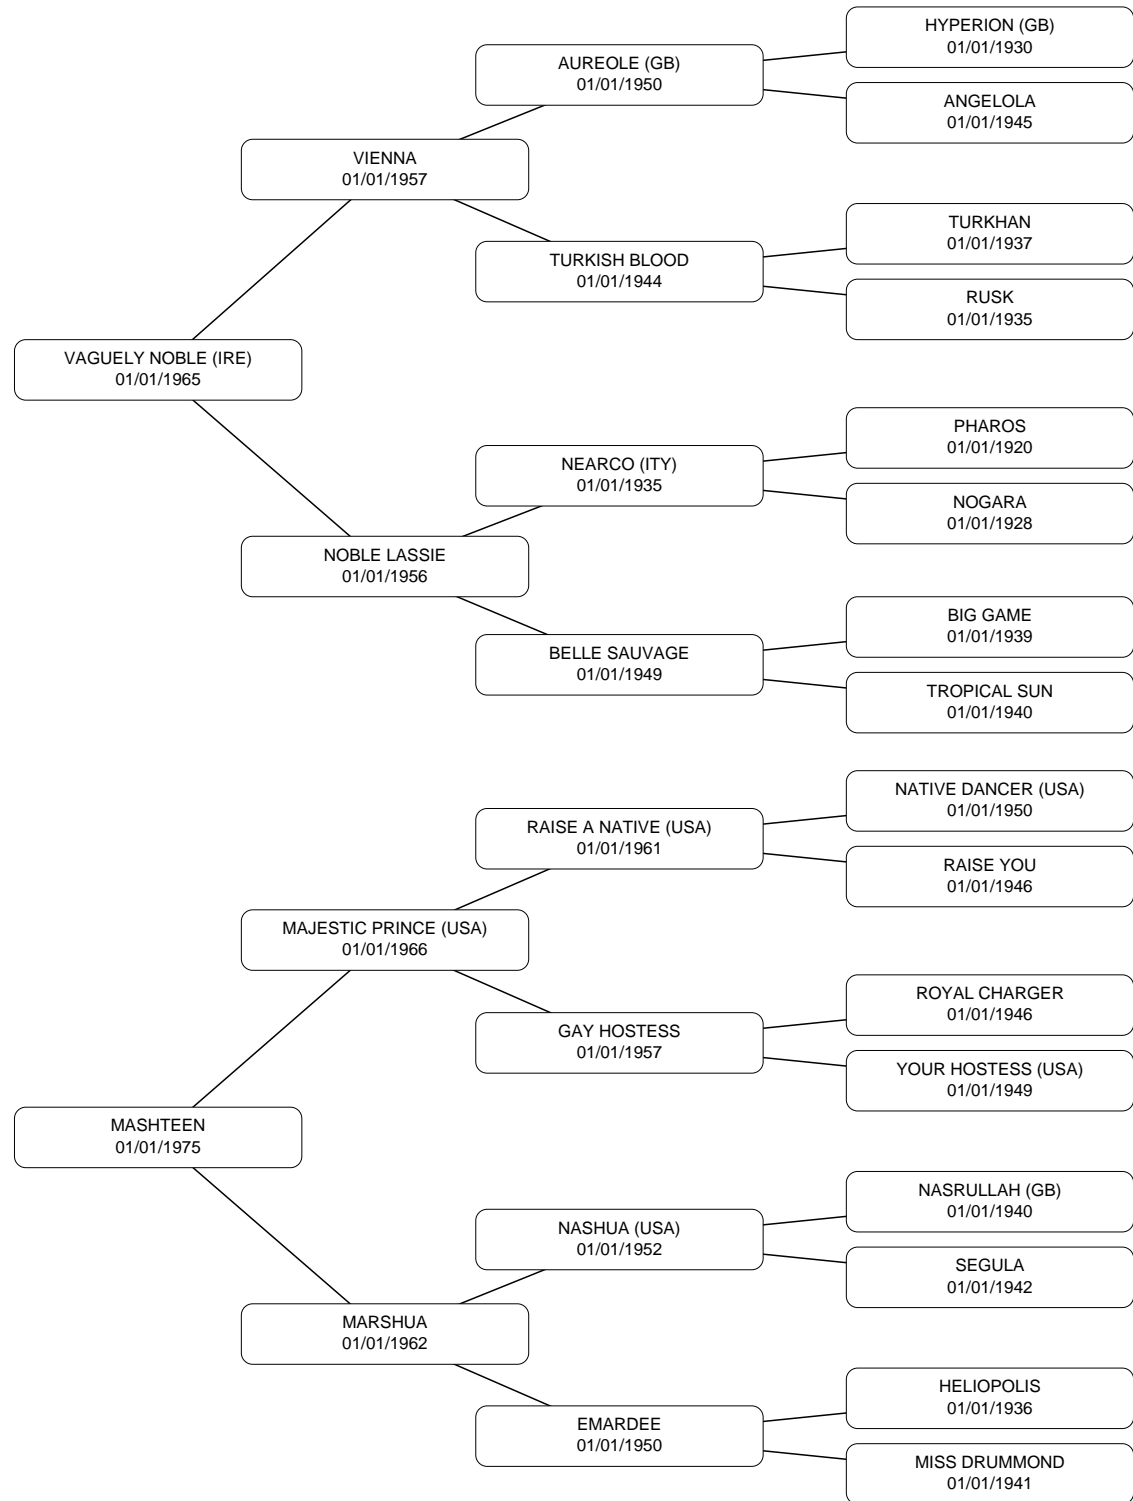 HYPERION (GB)
01/01/1930
AUREOLE (GB)
01/01/1950
ANGELOLA
01/01/1945
VIENNA
01/01/1957
TURKHAN
01/01/1937
TURKISH BLOOD
01/01/1944
RUSK
01/01/1935
VAGUELY NOBLE (IRE)
01/01/1965
PHAROS
01/01/1920
NEARCO (ITY)
01/01/1935
NOGARA
01/01/1928
NOBLE LASSIE
01/01/1956
BIG GAME
01/01/1939
BELLE SAUVAGE
01/01/1949
TROPICAL SUN
01/01/1940
NATIVE DANCER (USA)
01/01/1950
RAISE A NATIVE (USA)
01/01/1961
RAISE YOU
01/01/1946
MAJESTIC PRINCE (USA)
01/01/1966
ROYAL CHARGER
01/01/1946
GAY HOSTESS
01/01/1957
YOUR HOSTESS (USA)
01/01/1949
MASHTEEN
01/01/1975
NASRULLAH (GB)
01/01/1940
NASHUA (USA)
01/01/1952
SEGULA
01/01/1942
MARSHUA
01/01/1962
HELIOPOLIS
01/01/1936
EMARDEE
01/01/1950
MISS DRUMMOND
01/01/1941